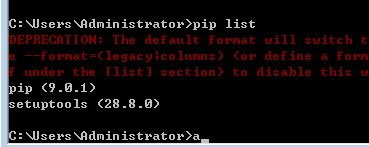 C:\Users\Administrator>pip list
DEPRECATION: The default format will switch t
e --format=(legacy|columns) (or define a form
f under the [list] section) to disable this w
pip (9.0.1)
setuptools (28.8.0)
C:\Users\Administrator>a_